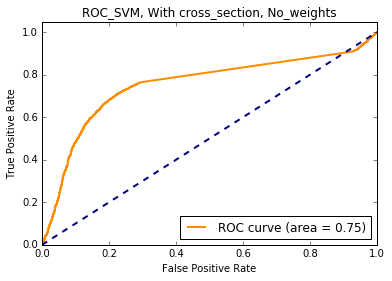 ROC_SVM, With cross_section, No_weights
1.0
0.8
0.6
0.4
0.2
0.0
True Positive Rate
ROC curve (area = 0.75)
0.0 0.2 0.4 0.6 0.8 1.0
False Positive Rate